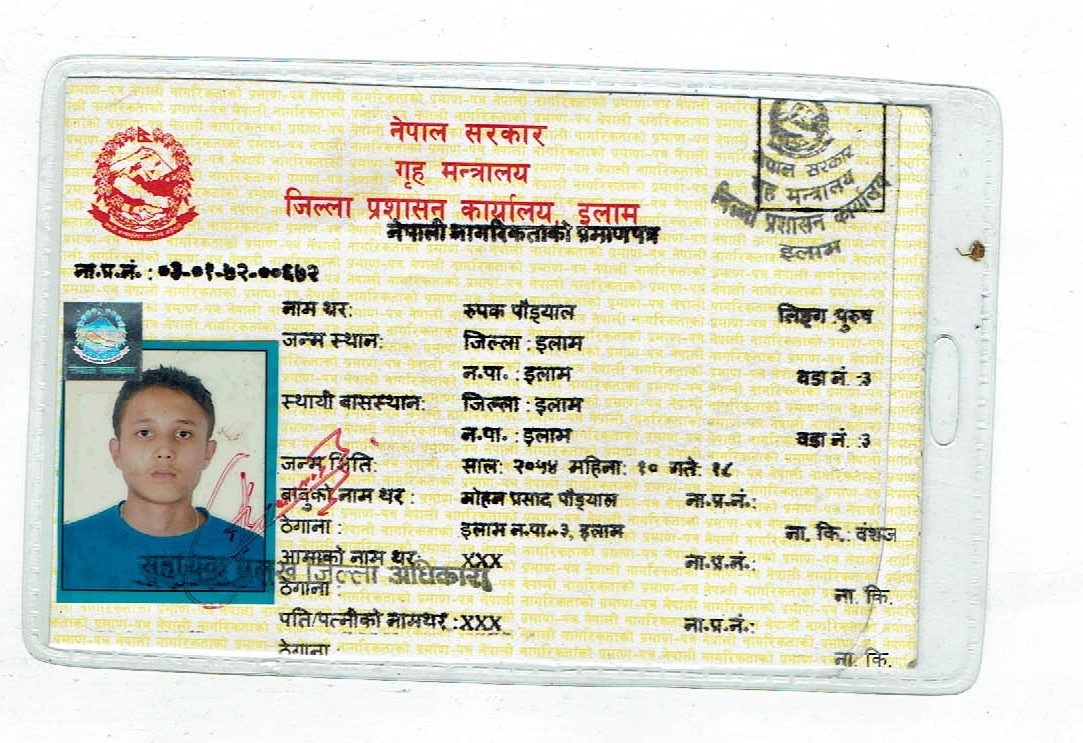 नेपाल सरकार
गृह मन्त्रालय
जिल्ला प्रशासन कार्यालय, इलाम
नेपाली नागरिकताको प्रमाणपत्र
नेपाल सरकार
गृह मन्त्रालय
जिल्ला प्रशासन कार्यालय
इलाम
ना.प्र.नं. : ०३-०१-७२-००६७२
नाम थर: रुपक पौड्याल लिङ्ग :पुरुष
जन्म स्थान: जिल्ला : इलाम
न.पा. : इलाम वडा नं. :३
स्थायी बासस्थान: जिल्ला : इलाम
न.पा. : इलाम वडा नं. :३
जन्म मिति: साल: २०५४ महिना: १० गते: १८
बाबुको नाम थर : मोहन प्रसाद पौड्याल ना.प्र.नं.:
ठेगाना : इलाम न.पा.-३, इलाम ना. कि.: वंशज
आमाको नाम थर: XXX ना.प्र.नं.:
सहायक प्रमुख जिल्ला अधिकारी
ठेगाना : ना. कि.
पति/पत्नीको नामथर :XXX ना.प्र.नं.:
ठेगाना : ना. कि.